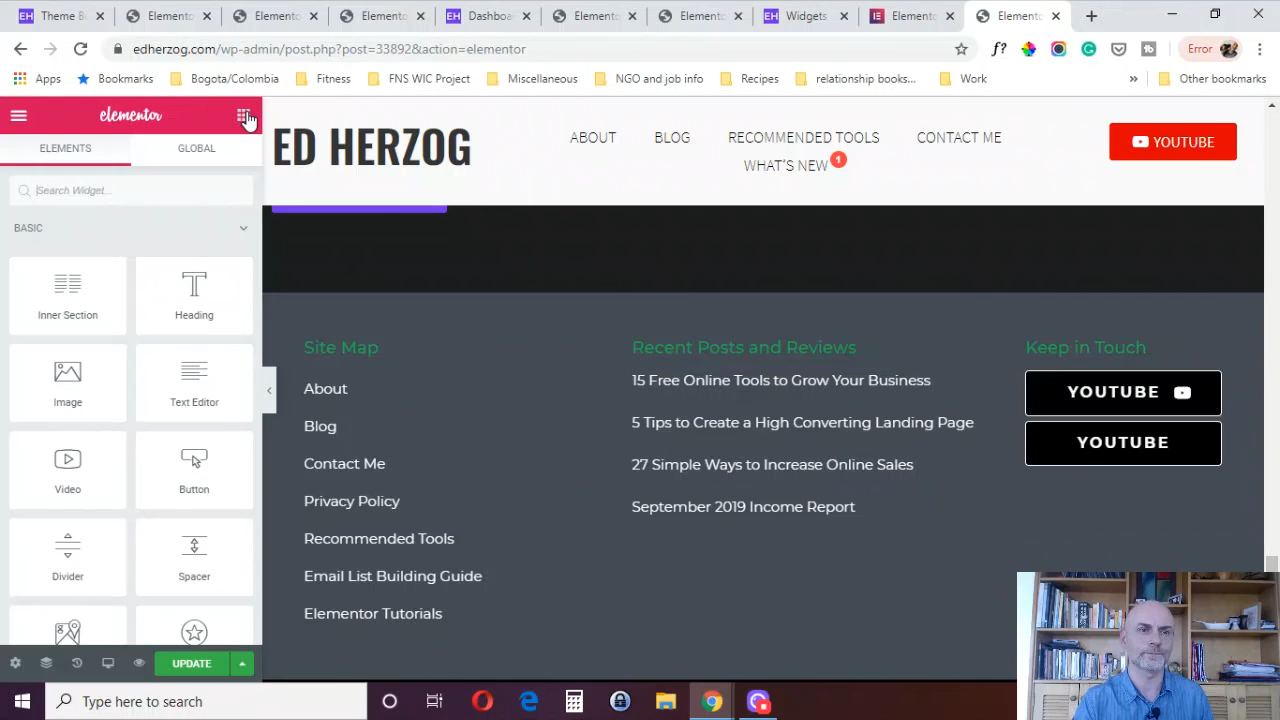 The B
Elemento
Elemento
Elemento
Dashbo
Elemento
Elemento
Widgets
Elemento
Elemento
edherzog.com/wp-admin/post.php?post=33892&action=elementor
f?
Error
Apps
Bookmarks
Bogota/Colombia
Fitness
FNS WIC Project
Miscellaneous
NGO and job info
Recipes
relationship book...
Work
»
Other bookmarks
elementor
ELEMENTS
GLOBAL
Search Widget...
BASIC
Inner Section
Heading
Image
Text Editor
Video
Button
Divider
Spacer
UPDATE
ED HERZOG
ABOUT
BLOG
RECOMMENDED TOOLS
CONTACT ME
WHAT'S NEW 1
YOUTUBE
Site Map
About
Blog
Contact Me
Privacy Policy
Recommended Tools
Email List Building Guide
Elementor Tutorials
Recent Posts and Reviews
15 Free Online Tools to Grow Your Business
5 Tips to Create a High Converting Landing Page
27 Simple Ways to Increase Online Sales
September 2019 Income Report
Keep in Touch
YOUTUBE
YOUTUBE
Type here to search